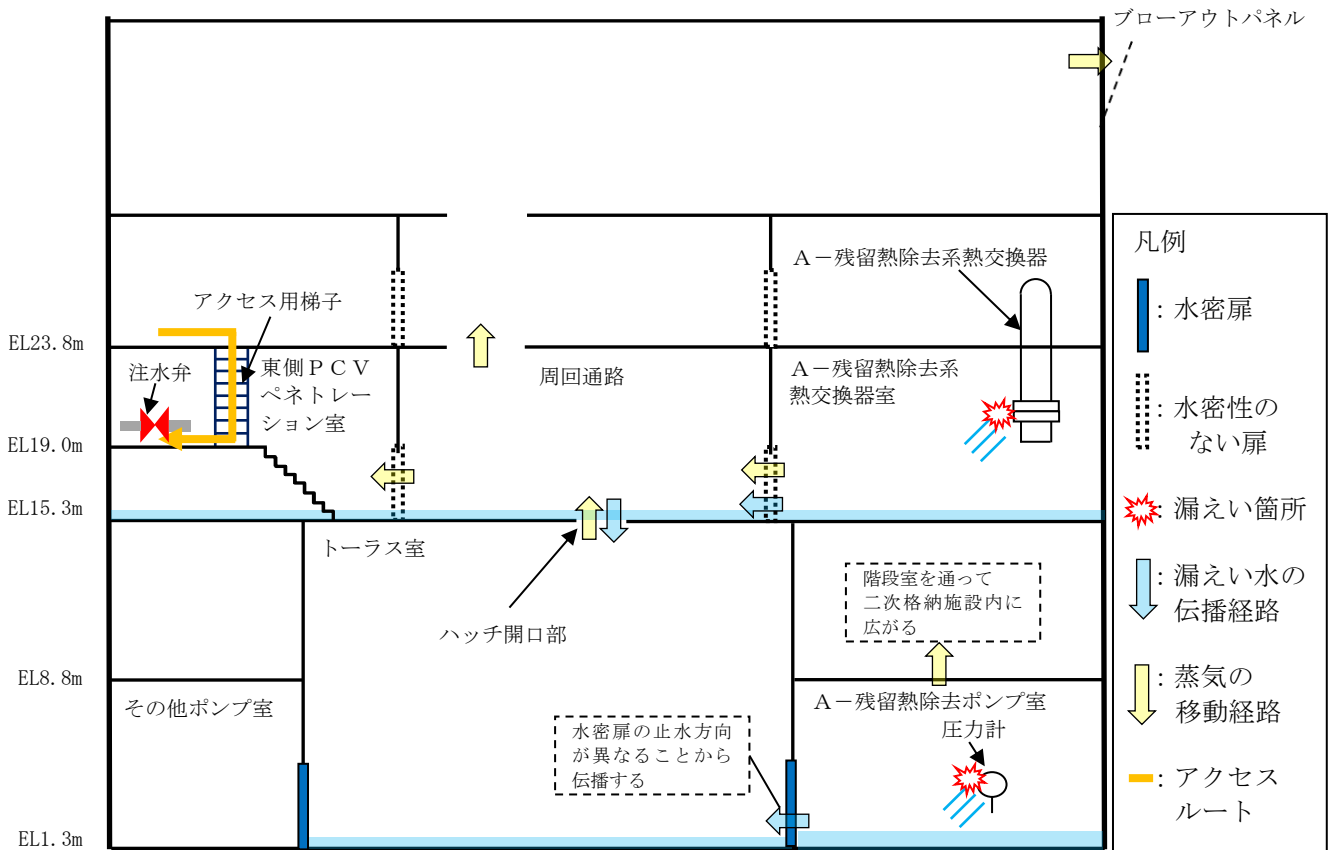 ブローアウトパネル
A－残留熱除去系熱交換器
アクセス用梯子
EL23.8m
注水弁
東側ＰＣＶ
ペネトレー
ション室
周回通路
A－残留熱除去系
熱交換器室
EL19.0m
EL15.3m
トーラス室
ハッチ開口部
階段室を通って
二次格納施設内に
広がる
EL8.8m
その他ポンプ室
A－残留熱除去ポンプ室
圧力計
水密扉の止水方向
が異なることから
伝播する
EL1.3m
凡例
：水密扉
：水密性の
ない扉
：漏えい箇所
：漏えい水の
伝播経路
：蒸気の
移動経路
：アクセス
ルート